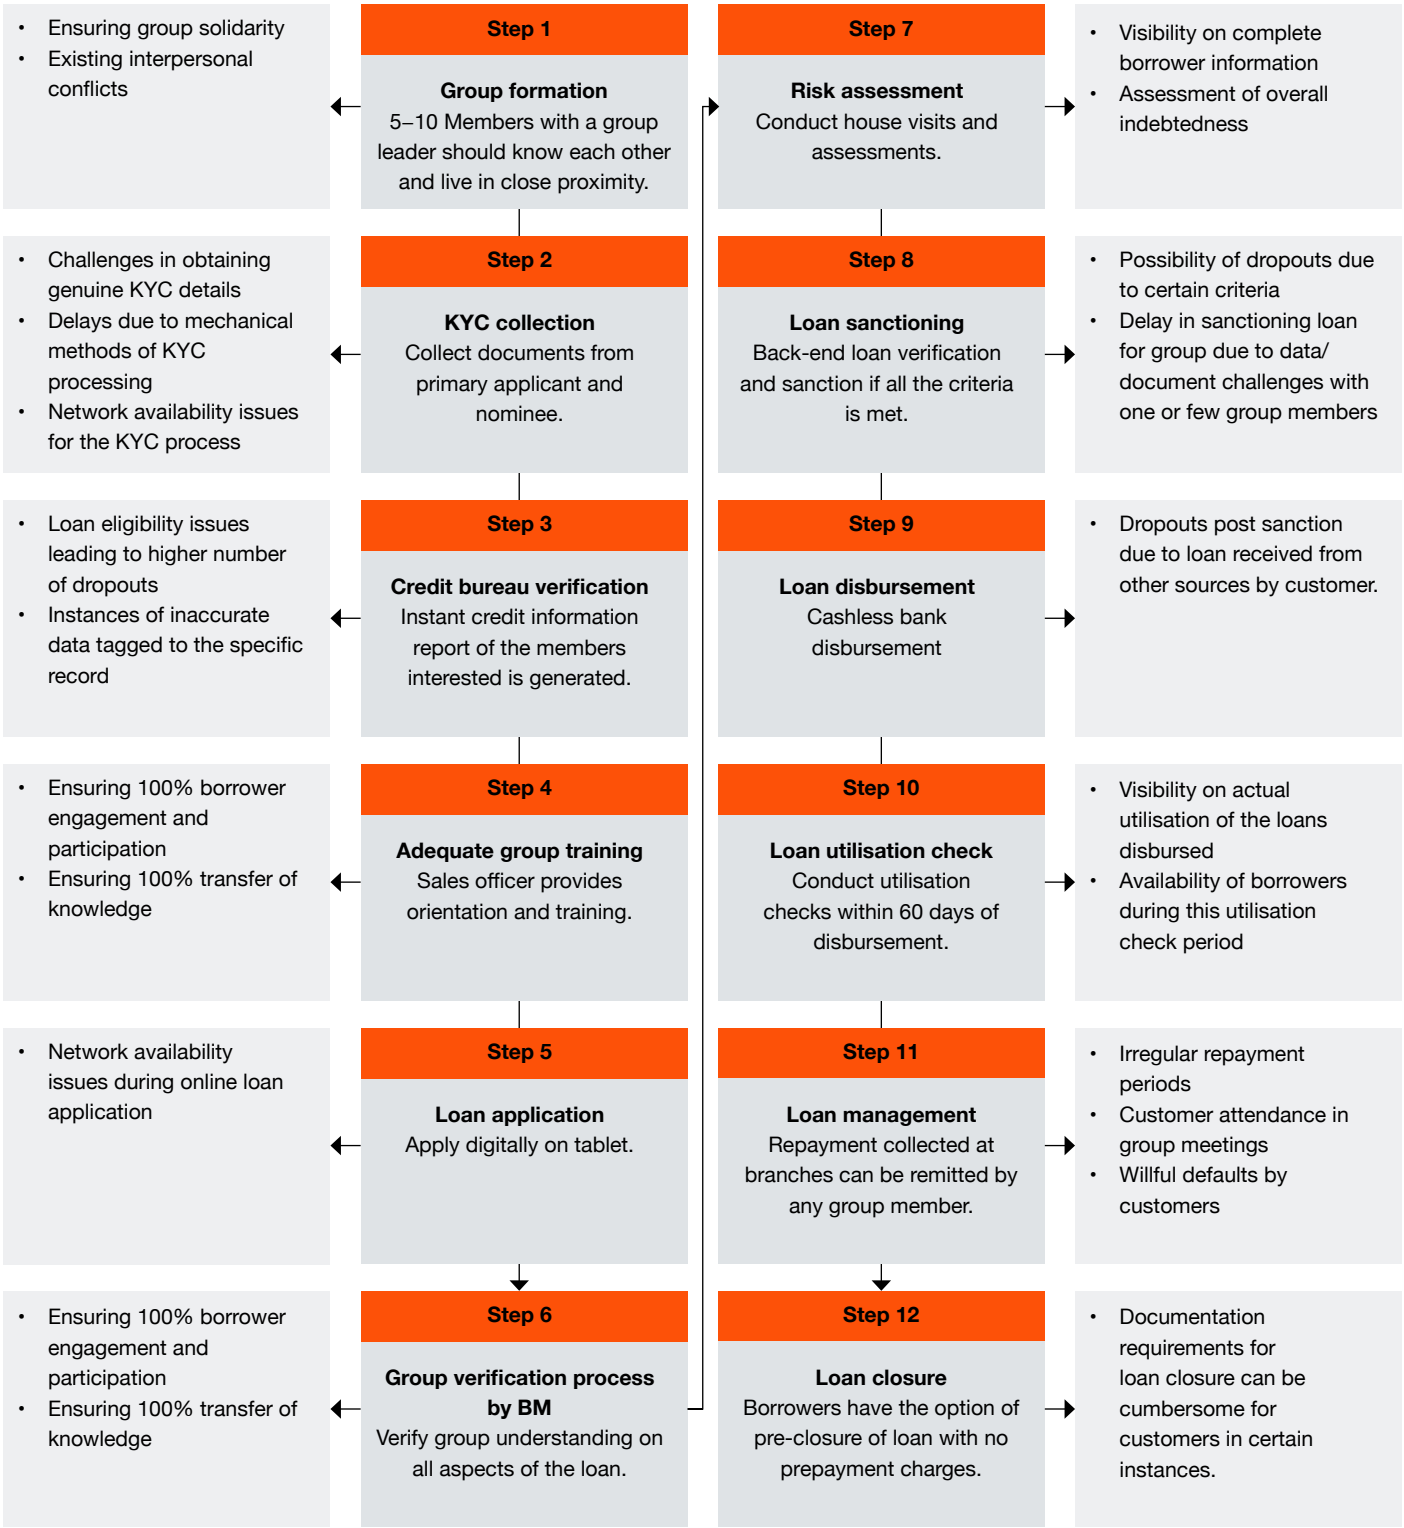 • Ensuring group solidarity
• Existing interpersonal
conflicts
Step 1
Group formation
5–10 Members with a group
leader should know each other
and live in close proximity.
• Challenges in obtaining
genuine KYC details
• Delays due to mechanical
methods of KYC
processing
• Network availability issues
for the KYC process
Step 2
KYC collection
Collect documents from
primary applicant and
nominee.
• Loan eligibility issues
leading to higher number
of dropouts
• Instances of inaccurate
data tagged to the specific
record
Step 3
Credit bureau verification
Instant credit information
report of the members
interested is generated.
• Ensuring 100% borrower
engagement and
participation
• Ensuring 100% transfer of
knowledge
Step 4
Adequate group training
Sales officer provides
orientation and training.
• Network availability
issues during online loan
application
Step 5
Loan application
Apply digitally on tablet.
• Ensuring 100% borrower
engagement and
participation
• Ensuring 100% transfer of
knowledge
Step 6
Group verification process
by BM
Verify group understanding on
all aspects of the loan.
Step 7
Risk assessment
Conduct house visits and
assessments.
• Visibility on complete
borrower information
• Assessment of overall
indebtedness
Step 8
Loan sanctioning
Back-end loan verification
and sanction if all the criteria
is met.
• Possibility of dropouts due
to certain criteria
• Delay in sanctioning loan
for group due to data/
document challenges with
one or few group members
Step 9
Loan disbursement
Cashless bank
disbursement
• Dropouts post sanction
due to loan received from
other sources by customer.
Step 10
Loan utilisation check
Conduct utilisation
checks within 60 days of
disbursement.
• Visibility on actual
utilisation of the loans
disbursed
• Availability of borrowers
during this utilisation
check period
Step 11
Loan management
Repayment collected at
branches can be remitted by
any group member.
• Irregular repayment
periods
• Customer attendance in
group meetings
• Willful defaults by
customers
Step 12
Loan closure
Borrowers have the option of
pre-closure of loan with no
prepayment charges.
• Documentation
requirements for
loan closure can be
cumbersome for
customers in certain
instances.